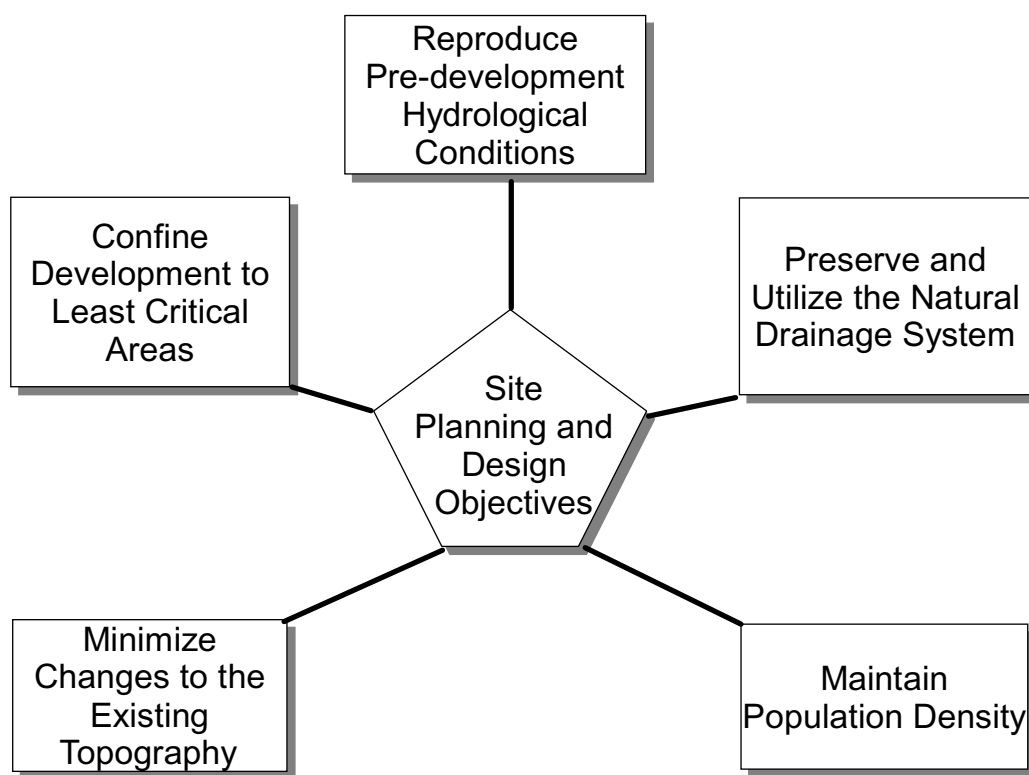 Reproduce
Pre-development
Hydrological
Conditions
Confine
Development to
Least Critical
Areas
Preserve and
Utilize the Natural
Drainage System
Site
Planning and
Design
Objectives
Minimize
Changes to the
Existing
Topography
Maintain
Population Density